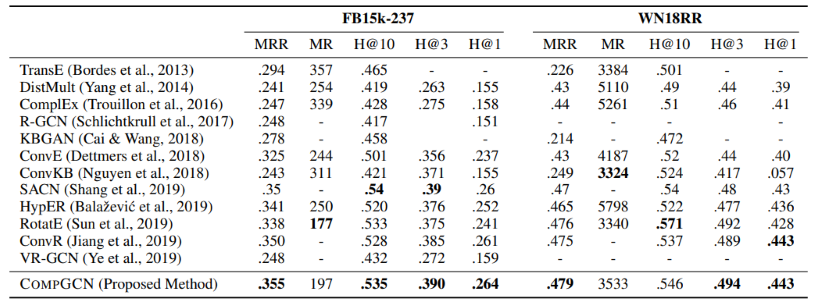 FB15k-237 WN18RR
MRR MR H@10 H@3 H@1 MRR MR H@10 H@3 H@1
TransE (Bordes et al., 2013) .294 357 .465 - - .226 3384 .501 - -
DistMult (Yang et al., 2014) .241 254 .419 .263 .155 .43 5110 .49 .44 .39
ComplEx (Trouillon et al., 2016) .247 339 .428 .275 .158 .44 5261 .51 .46 .41
R-GCN (Schlichtkrull et al., 2017) .248 - .417 .151 - - - - -
KBGAN (Cai & Wang, 2018) .278 - .458 - - .214 - .472 - -
ConvE (Dettmers et al., 2018) .325 244 .501 .356 .237 .43 4187 .52 .44 .40
ConvKB (Nguyen et al., 2018) .243 311 .421 .371 .155 .249 3324 .524 .417 .057
SACN (Shang et al., 2019) .35 - .54 .39 .26 .47 - .54 .48 .43
HypER (Balažević et al., 2019) .341 250 .520 .376 .252 .465 5798 .522 .477 .436
RotatE (Sun et al., 2019) .338 177 .533 .375 .241 .476 3340 .571 .492 .428
ConvR (Jiang et al., 2019) .350 - .528 .385 .261 .475 - .537 .489 .443
VR-GCN (Ye et al., 2019) .248 - .432 .272 .159 - - - - -
COMPGCN (Proposed Method) .355 197 .535 .390 .264 .479 3533 .546 .494 .443